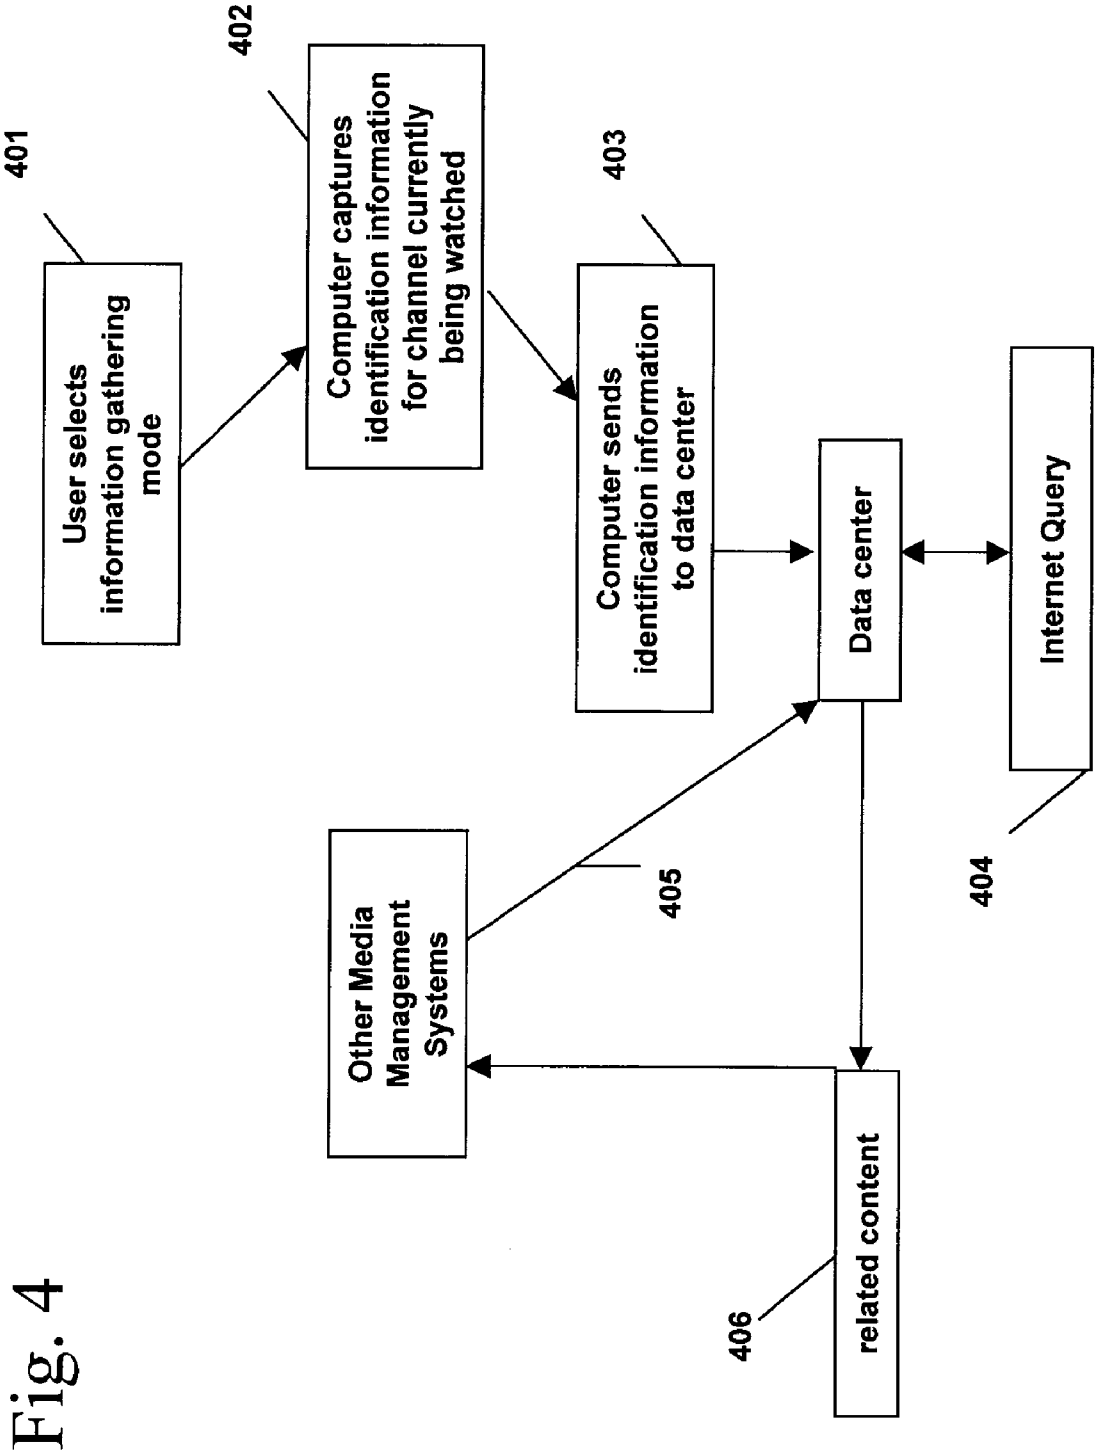 Fig. 4
401
User selects
information gathering
mode
402
Computer captures
identification information
for channel currently
being watched
403
Computer sends
identification information
to data center
Other Media
Management
Systems
405
Data center
406
related content
404
Internet Query